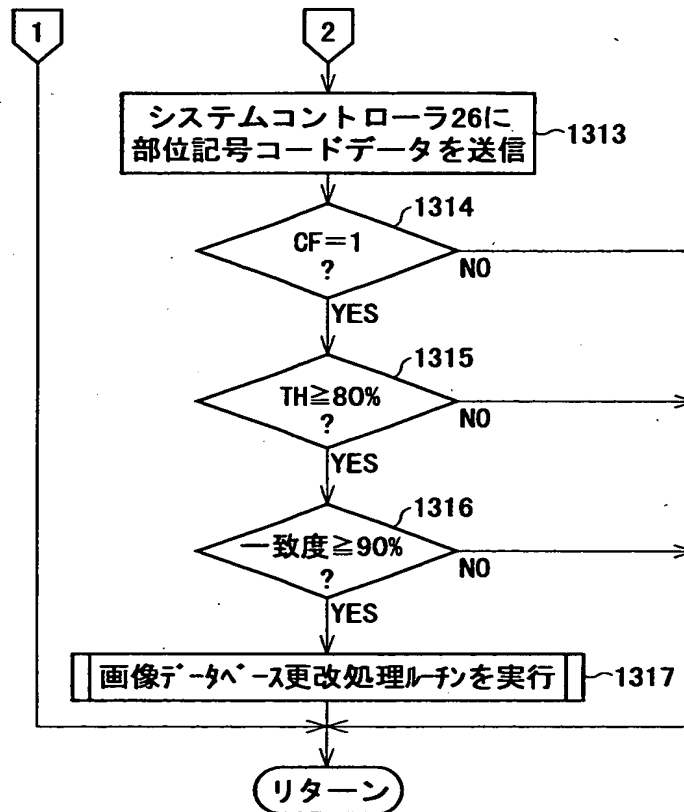 1
2
システムコントローラ26に
部位記号コードデータを送信
1313
1314
CF=1
?
NO
YES
1315
TH≧80%
?
NO
YES
1316
一致度≧90%
?
NO
YES
画像ﾃﾞｰﾀﾍﾞｰｽ更改処理ﾙｰﾁﾝを実行
1317
リターン